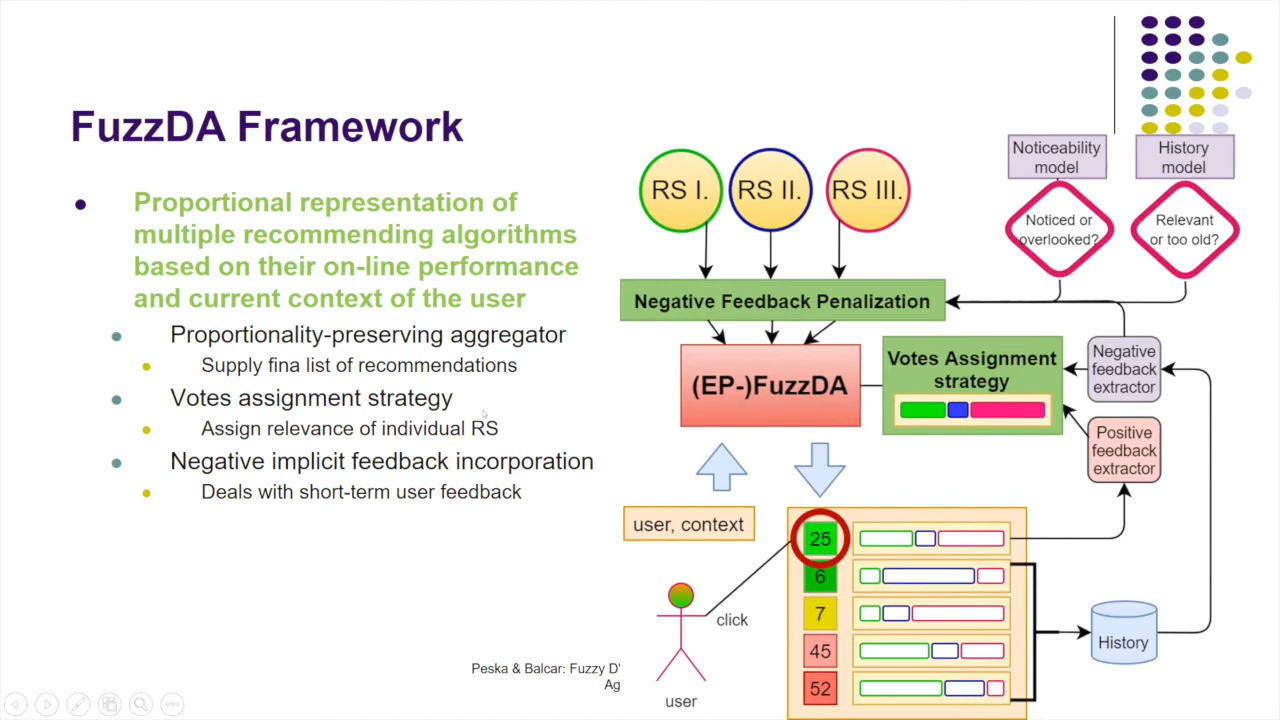 FuzzDA Framework
Proportional representation of
multiple recommending algorithms
based on their on-line performance
and current context of the user
Proportionality-preserving aggregator
Supply fina list of recommendations
Votes assignment strategy
Assign relevance of individual RS
Negative implicit feedback incorporation
Deals with short-term user feedback
Peska & Balcar: Fuzzy D'
Ag
RS I.
RS II.
RS III.
Noticeability
model
History
model
Noticed or
overlooked?
Relevant
or too old?
Negative Feedback Penalization
(EP-)FuzzDA
Votes Assignment
strategy
Negative
feedback
extractor
Positive
feedback
extractor
user, context
25
6
7
45
52
click
user
History